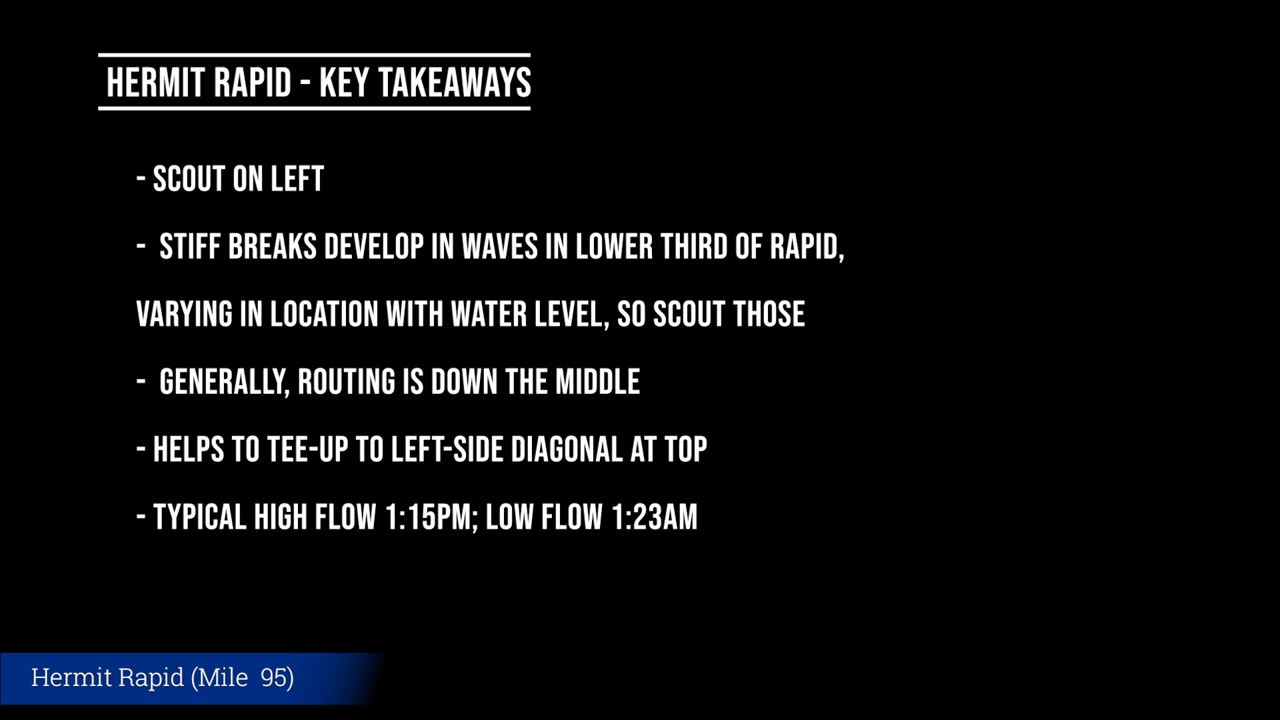 HERMIT RAPID - KEY TAKEAWAYS
- SCOUT ON LEFT
- STIFF BREAKS DEVELOP IN WAVES IN LOWER THIRD OF RAPID,
VARYING IN LOCATION WITH WATER LEVEL, SO SCOUT THOSE
- GENERALLY, ROUTING IS DOWN THE MIDDLE
- HELPS TO TEE-UP TO LEFT-SIDE DIAGONAL AT TOP
- TYPICAL HIGH FLOW 1:15PM; LOW FLOW 1:23AM
Hermit Rapid (Mile 95)